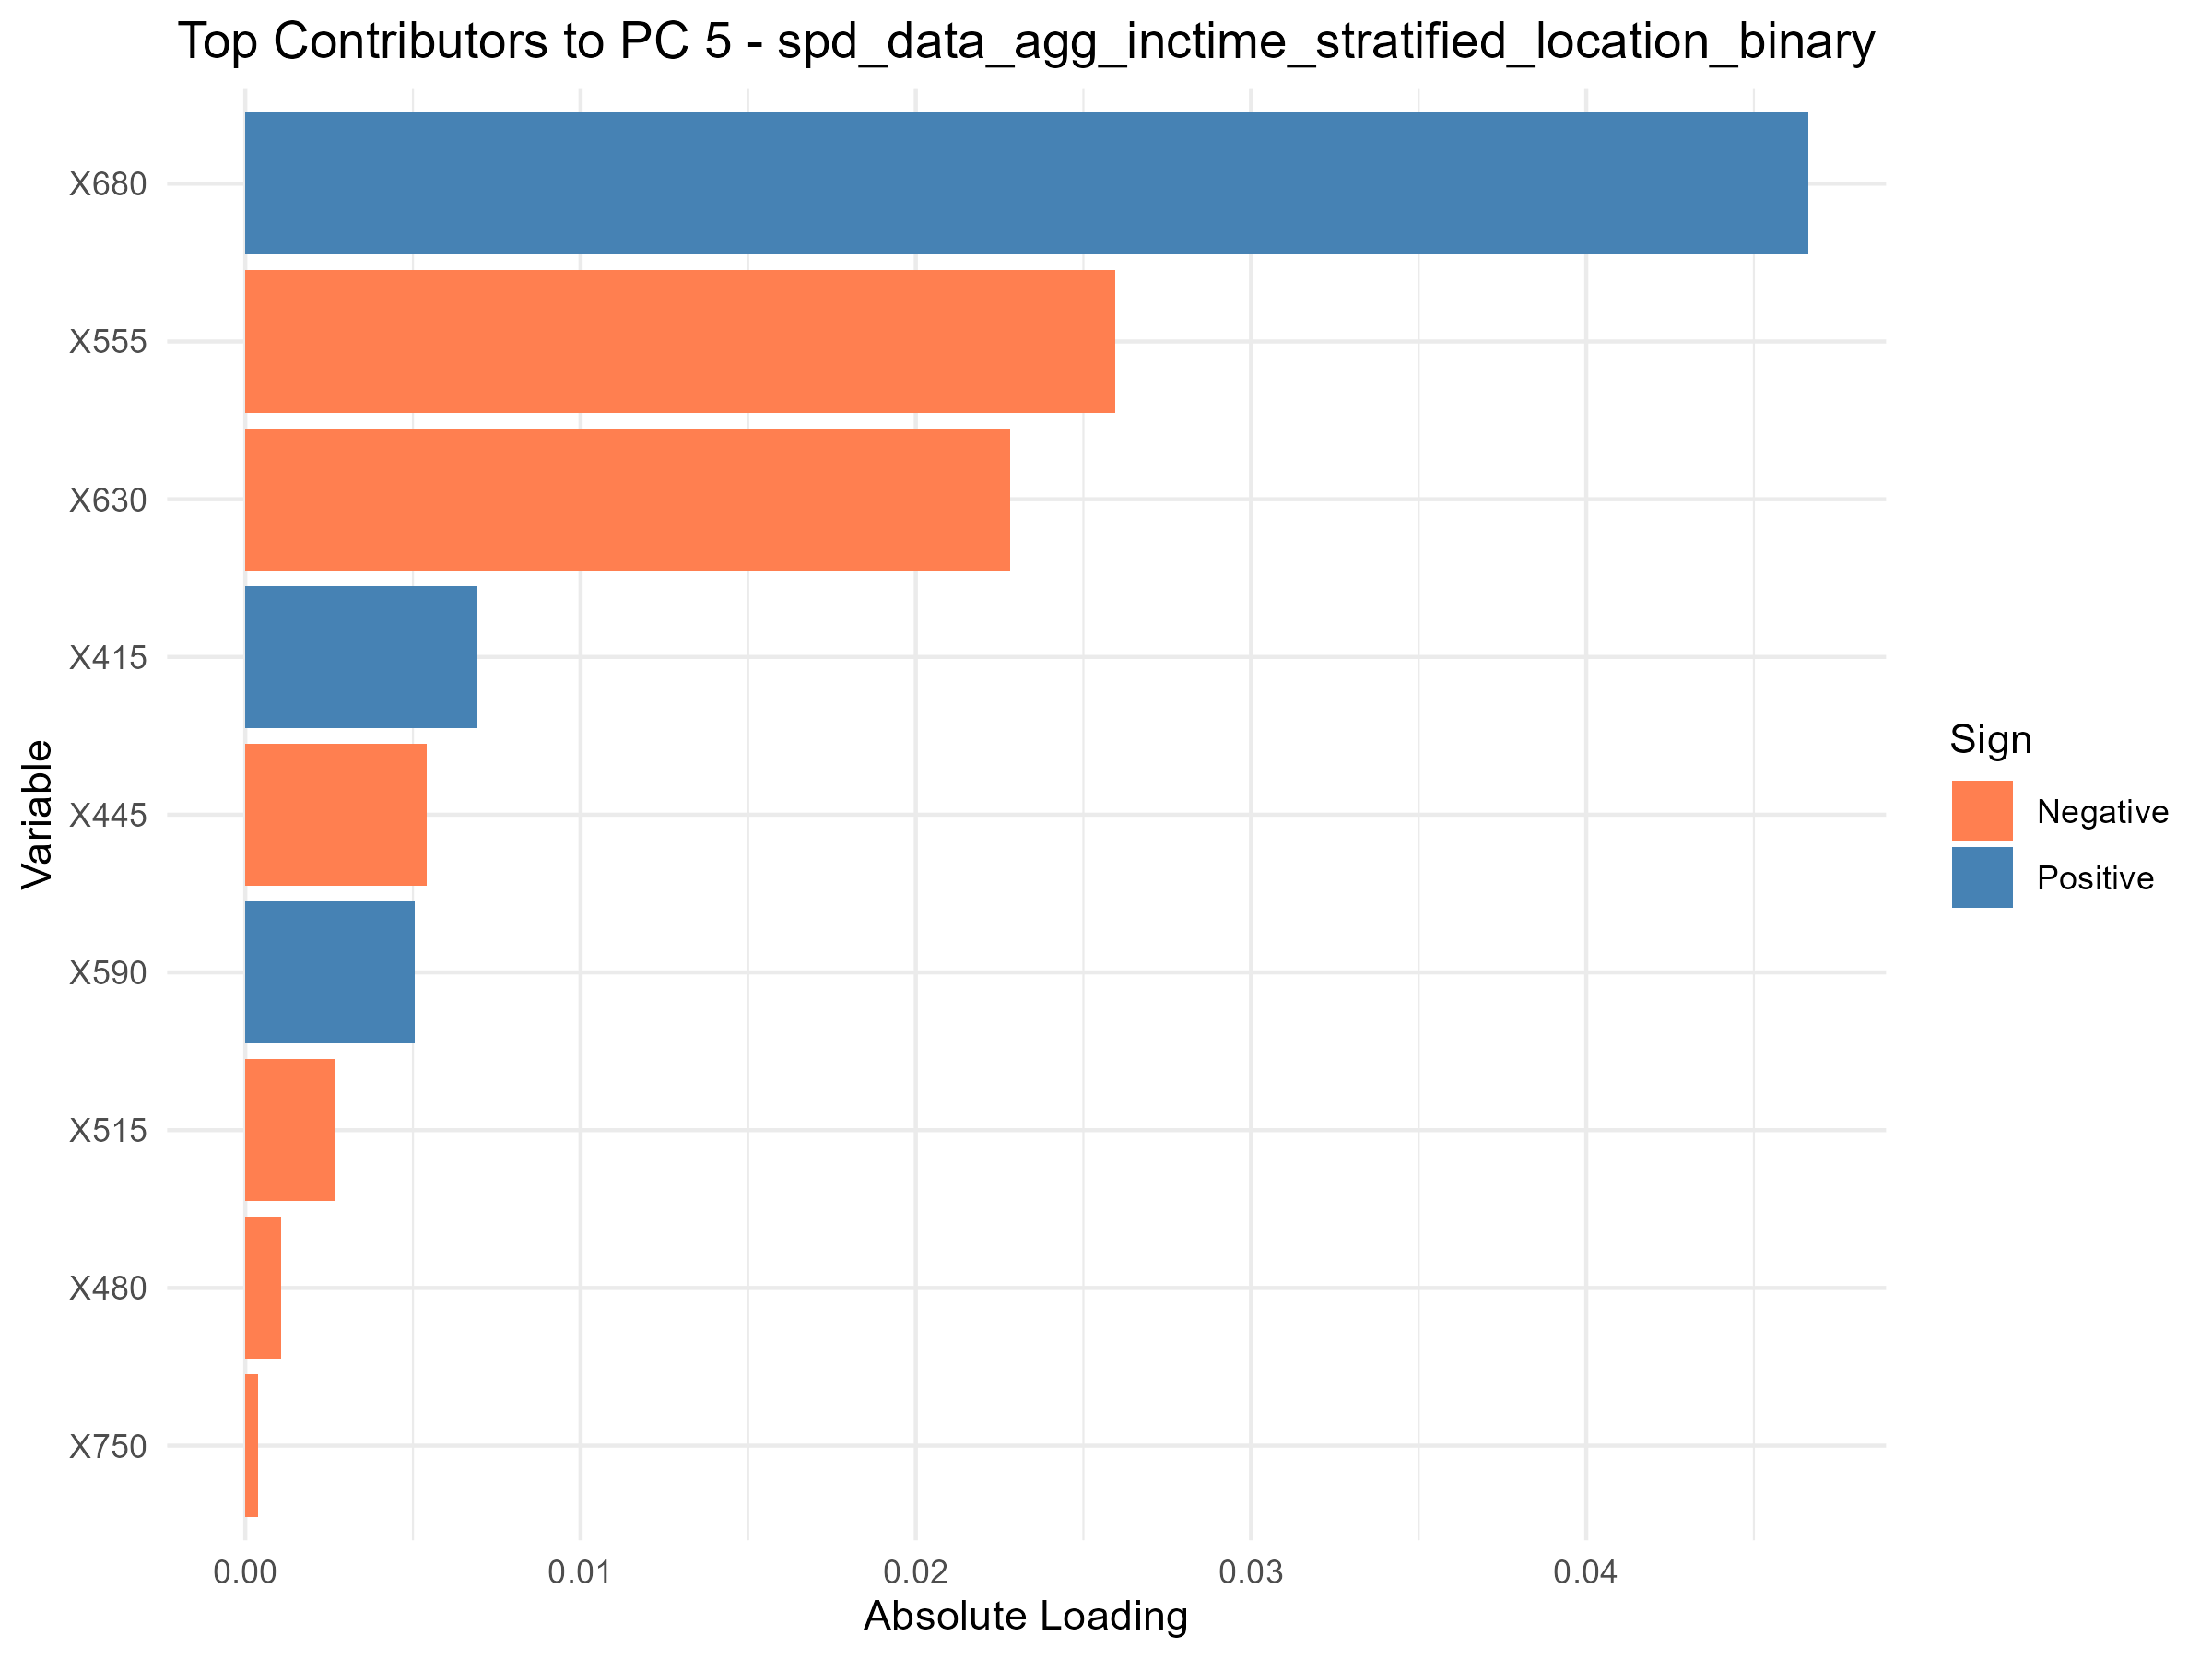 Top Contributors to PC 5 - spd_data_agg_inctime_stratified_location_binary
X680
X555
X630
X415
X445
X590
X515
X480
X750
Variable
0.00 0.01 0.02 0.03 0.04
Absolute Loading
Sign
Negative
Positive